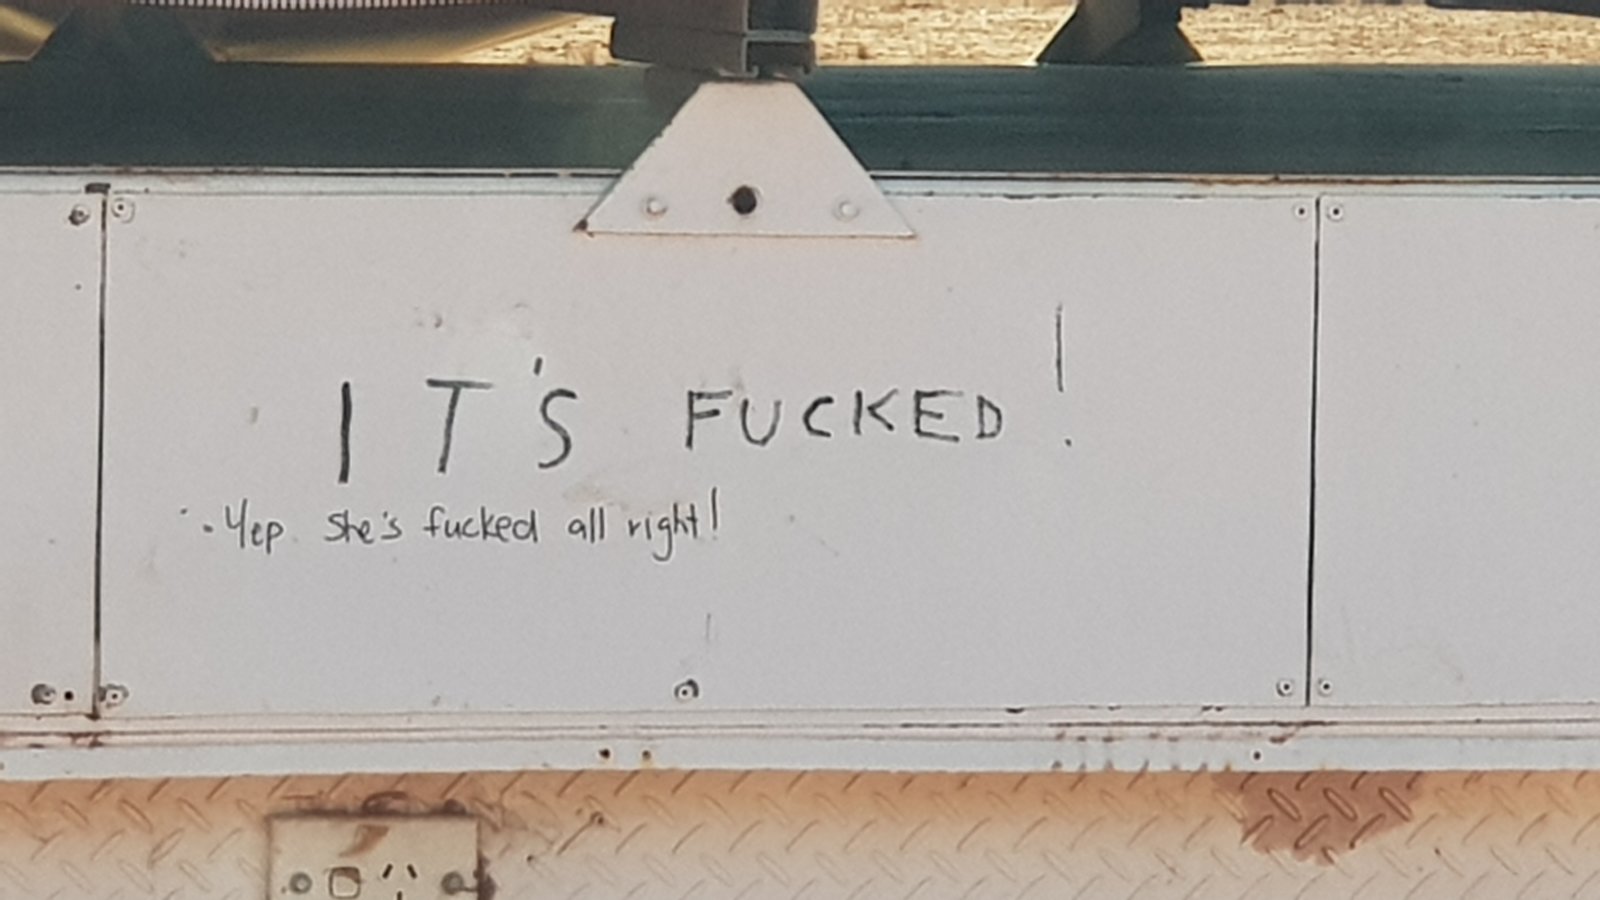 IT'S FUCKED!
Yep. She's fucked all right!